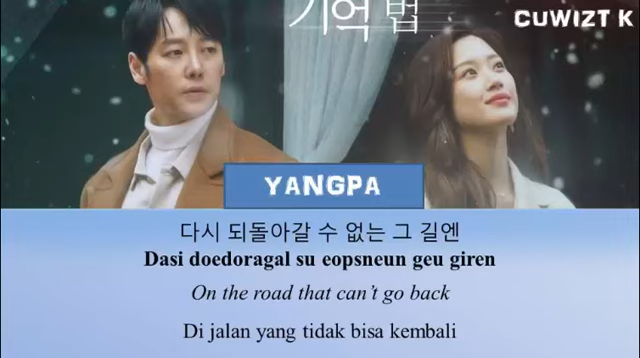 기억법
CUWIZT K
YANGPA
다시 되돌아갈 수 없는 그 길엔
Dasi doedoragal su eopsneun geu giren
On the road that can't go back
Di jalan yang tidak bisa kembali